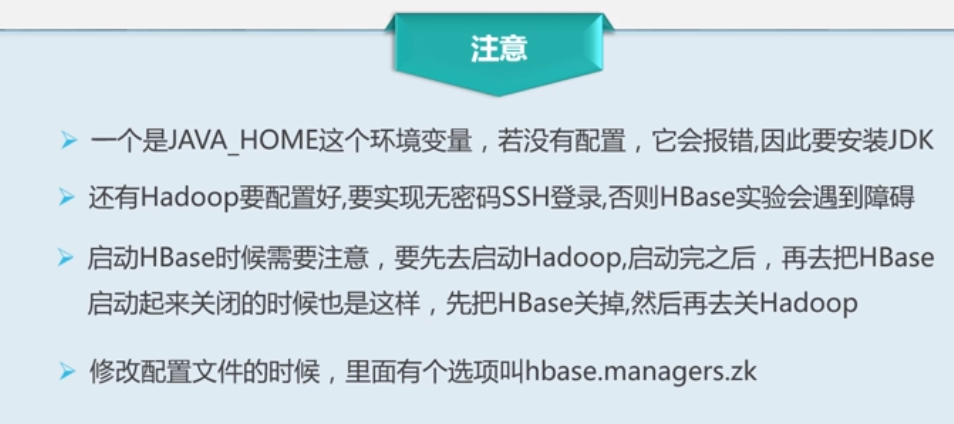 注意
一个是JAVA_HOME这个环境变量，若没有配置，它会报错,因此要安装JDK
还有Hadoop要配置好,要实现无密码SSH登录,否则HBase实验会遇到障碍
启动HBase时候需要注意，要先去启动Hadoop,启动完之后，再去把HBase
启动起来关闭的时候也是这样，先把HBase关掉,然后再去关Hadoop
修改配置文件的时候，里面有个选项叫hbase.managers.zk